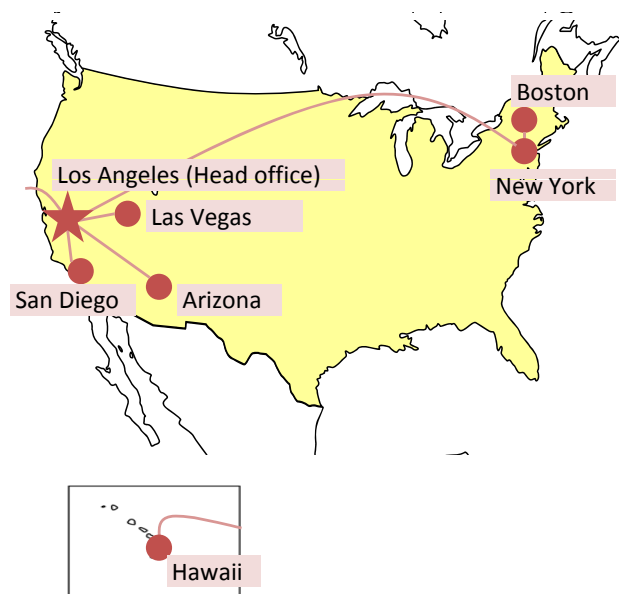 Boston
Los Angeles (Head office)
New York
Las Vegas
San Diego
Arizona
Hawaii